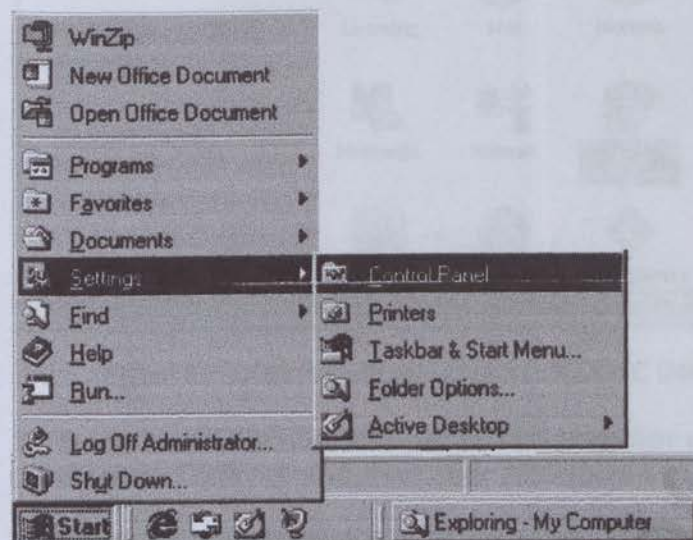 WinZip
New Office Document
Open Office Document
Programs
Favorites
Documents
Settings
Find
Help
Run...
Log Off Administrator...
Shut Down...
Control Panel
Printers
Taskbar & Start Menu...
Folder Options...
Active Desktop
Start
Exploring - My Computer